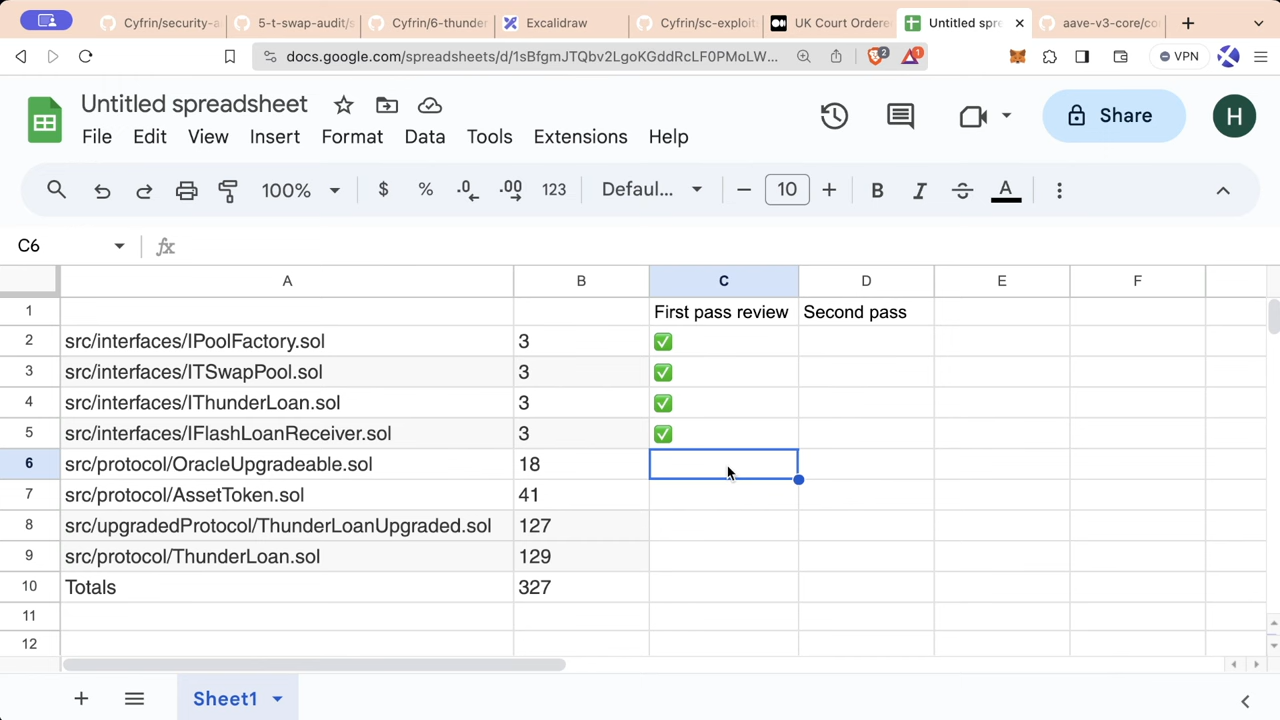 Cyfrin/security-a
5-t-swap-audit/s
Cyfrin/6-thunder
Excalidraw
Cyfrin/sc-exploit
UK Court Ordere
Untitled spre
aave-v3-core/co
docs.google.com/spreadsheets/d/1sBfgmJTQbv2LgoKGddRcLF0PMoLW...
2
1
VPN
Untitled spreadsheet
File Edit View Insert Format Data Tools Extensions Help
Share
H
100%
$ % .0 .00 123
Defaul...
10
B I S A
C6
fx
A B C D E F
1 First pass review Second pass
2 src/interfaces/IPoolFactory.sol 3 ✅
3 src/interfaces/ITSwapPool.sol 3 ✅
4 src/interfaces/IThunderLoan.sol 3 ✅
5 src/interfaces/IFlashLoanReceiver.sol 3 ✅
6 src/protocol/OracleUpgradeable.sol 18
7 src/protocol/AssetToken.sol 41
8 src/upgradedProtocol/ThunderLoanUpgraded.sol 127
9 src/protocol/ThunderLoan.sol 129
10 Totals 327
11
12
Sheet1